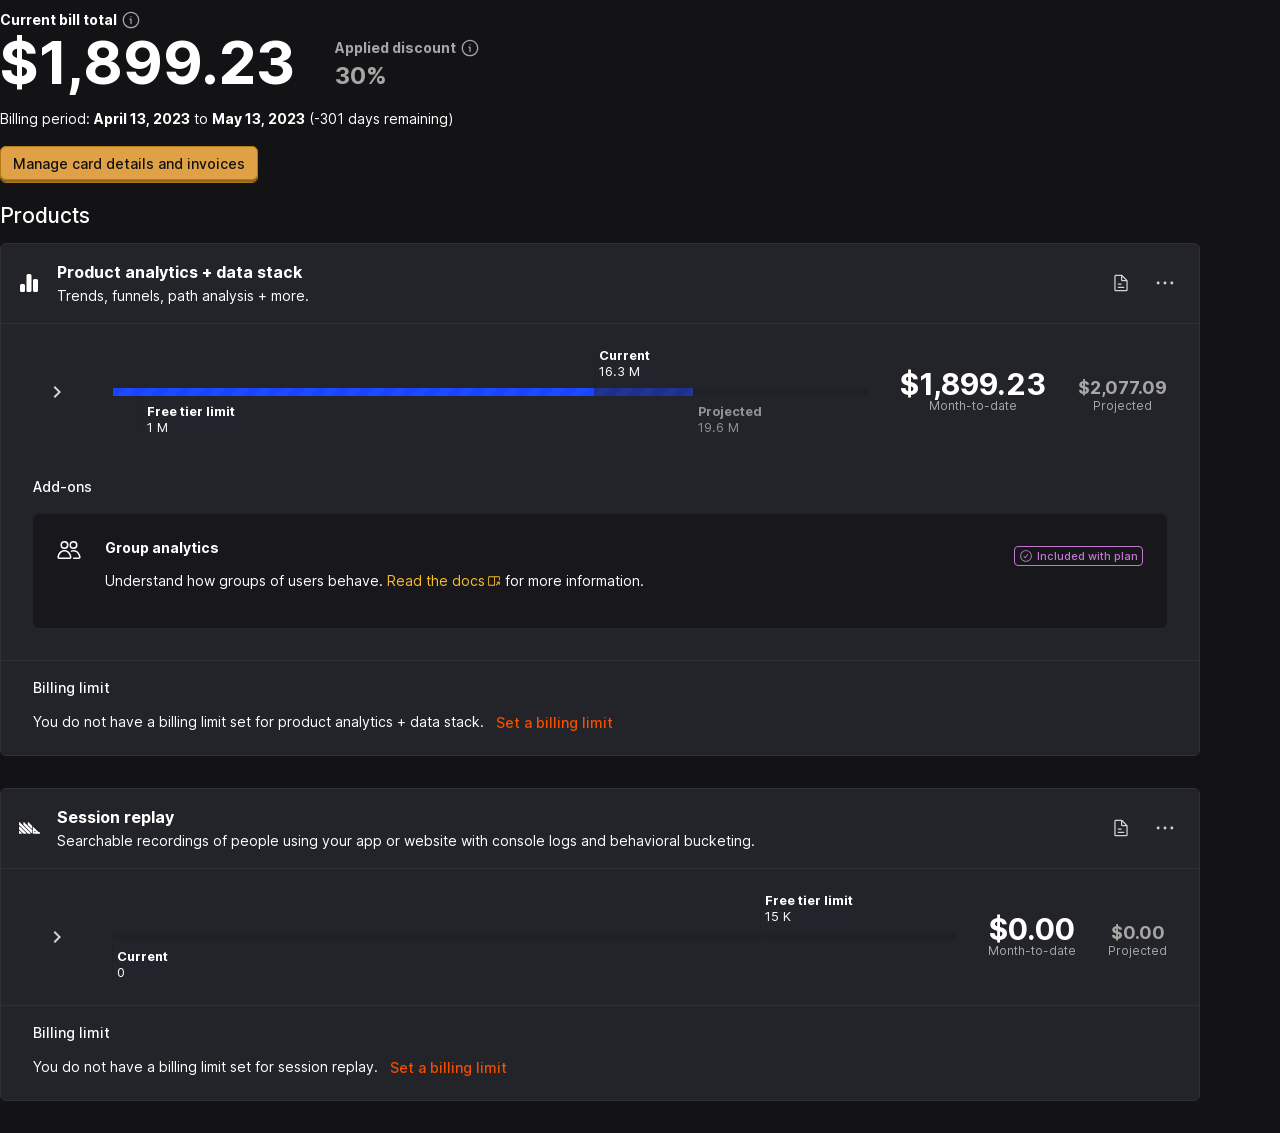 Current bill total
$1,899.23
Applied discount
30%
Billing period: April 13, 2023 to May 13, 2023 (-301 days remaining)
Manage card details and invoices
Products
Product analytics + data stack
Trends, funnels, path analysis + more.
Current
16.3 M
Free tier limit
1 M
Projected
19.6 M
$1,899.23
Month-to-date
$2,077.09
Projected
Add-ons
Group analytics
Understand how groups of users behave. Read the docs for more information.
Included with plan
Billing limit
You do not have a billing limit set for product analytics + data stack. Set a billing limit
Session replay
Searchable recordings of people using your app or website with console logs and behavioral bucketing.
Free tier limit
15 K
Current
0
$0.00
Month-to-date
$0.00
Projected
Billing limit
You do not have a billing limit set for session replay. Set a billing limit